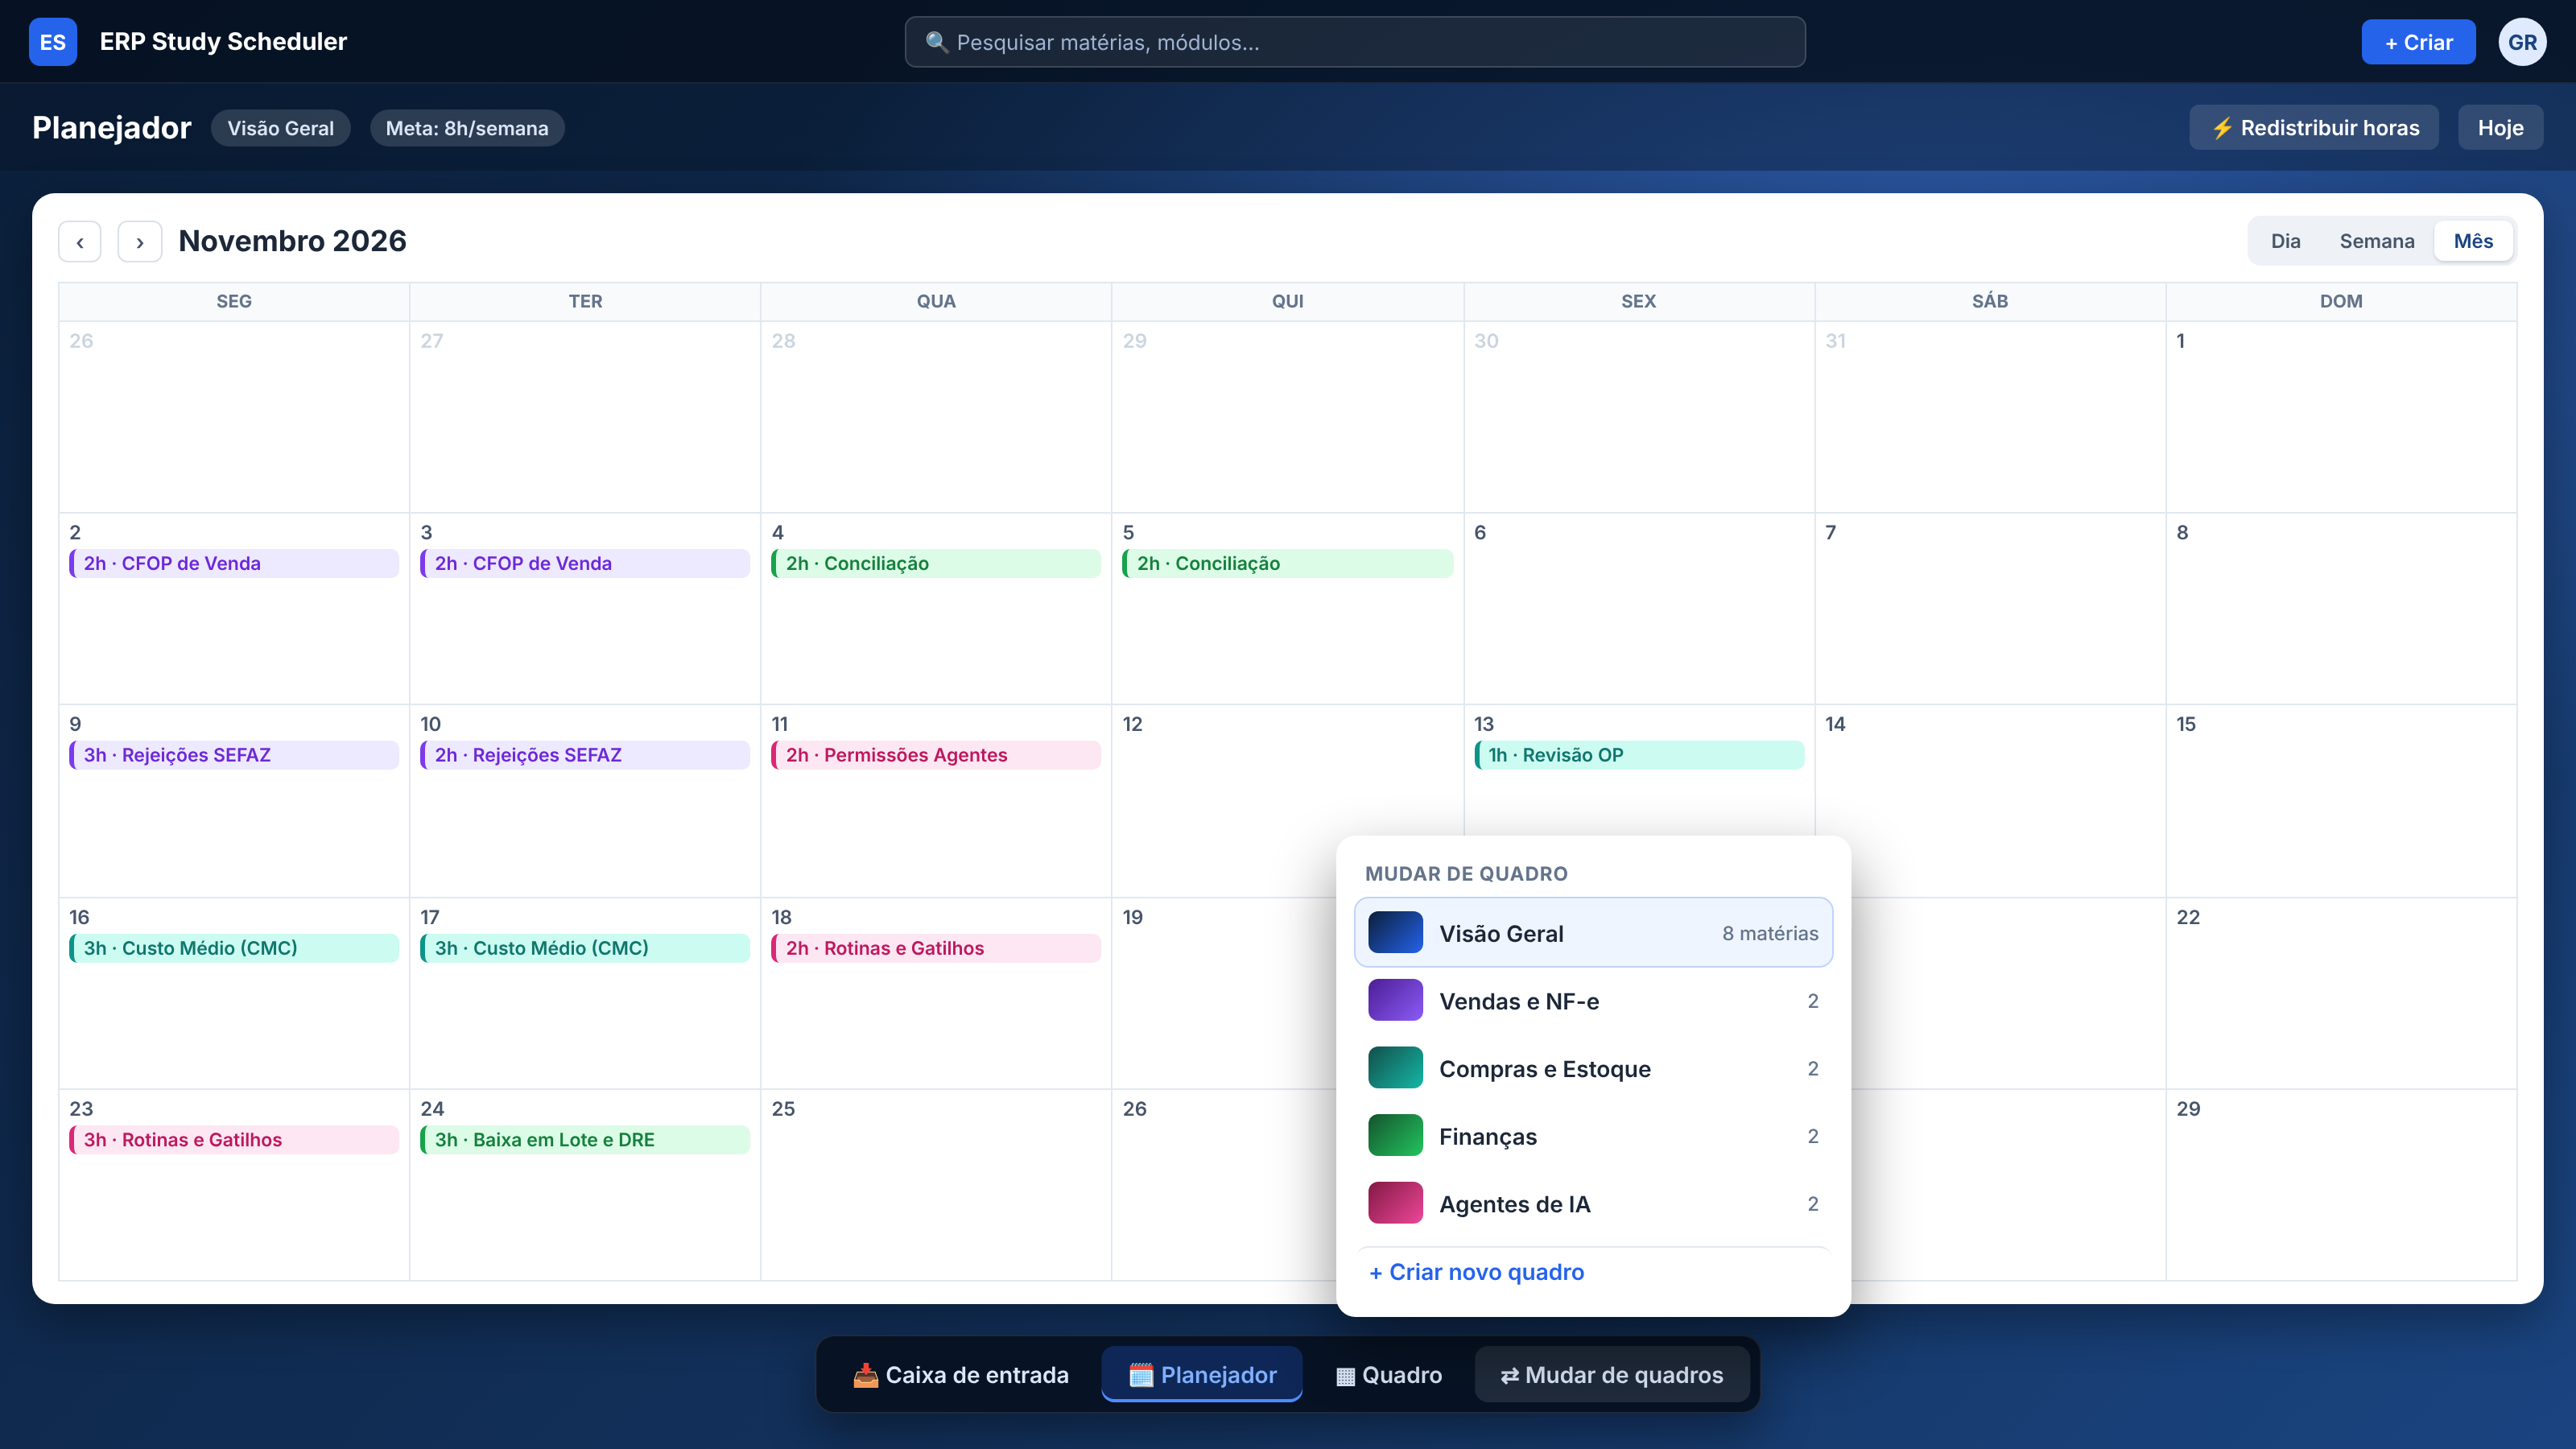 ES ERP Study Scheduler
🔍 Pesquisar matérias, módulos...
+ Criar
GR
Planejador
Visão Geral
Meta: 8h/semana
⚡ Redistribuir horas
Hoje
‹ › Novembro 2026
Dia Semana Mês
SEG TER QUA QUI SEX SÁB DOM
26 27 28 29 30 31 1
2 3 4 5 6 7 8
2h · CFOP de Venda
2h · CFOP de Venda
2h · Conciliação
2h · Conciliação
9 10 11 12 13 14 15
3h · Rejeições SEFAZ
2h · Rejeições SEFAZ
2h · Permissões Agentes
1h · Revisão OP
16 17 18 19 22
3h · Custo Médio (CMC)
3h · Custo Médio (CMC)
2h · Rotinas e Gatilhos
23 24 25 26 29
3h · Rotinas e Gatilhos
3h · Baixa em Lote e DRE
MUDAR DE QUADRO
Visão Geral 8 matérias
Vendas e NF-e 2
Compras e Estoque 2
Finanças 2
Agentes de IA 2
+ Criar novo quadro
📥 Caixa de entrada
🗓️ Planejador
▦ Quadro
⇄ Mudar de quadros